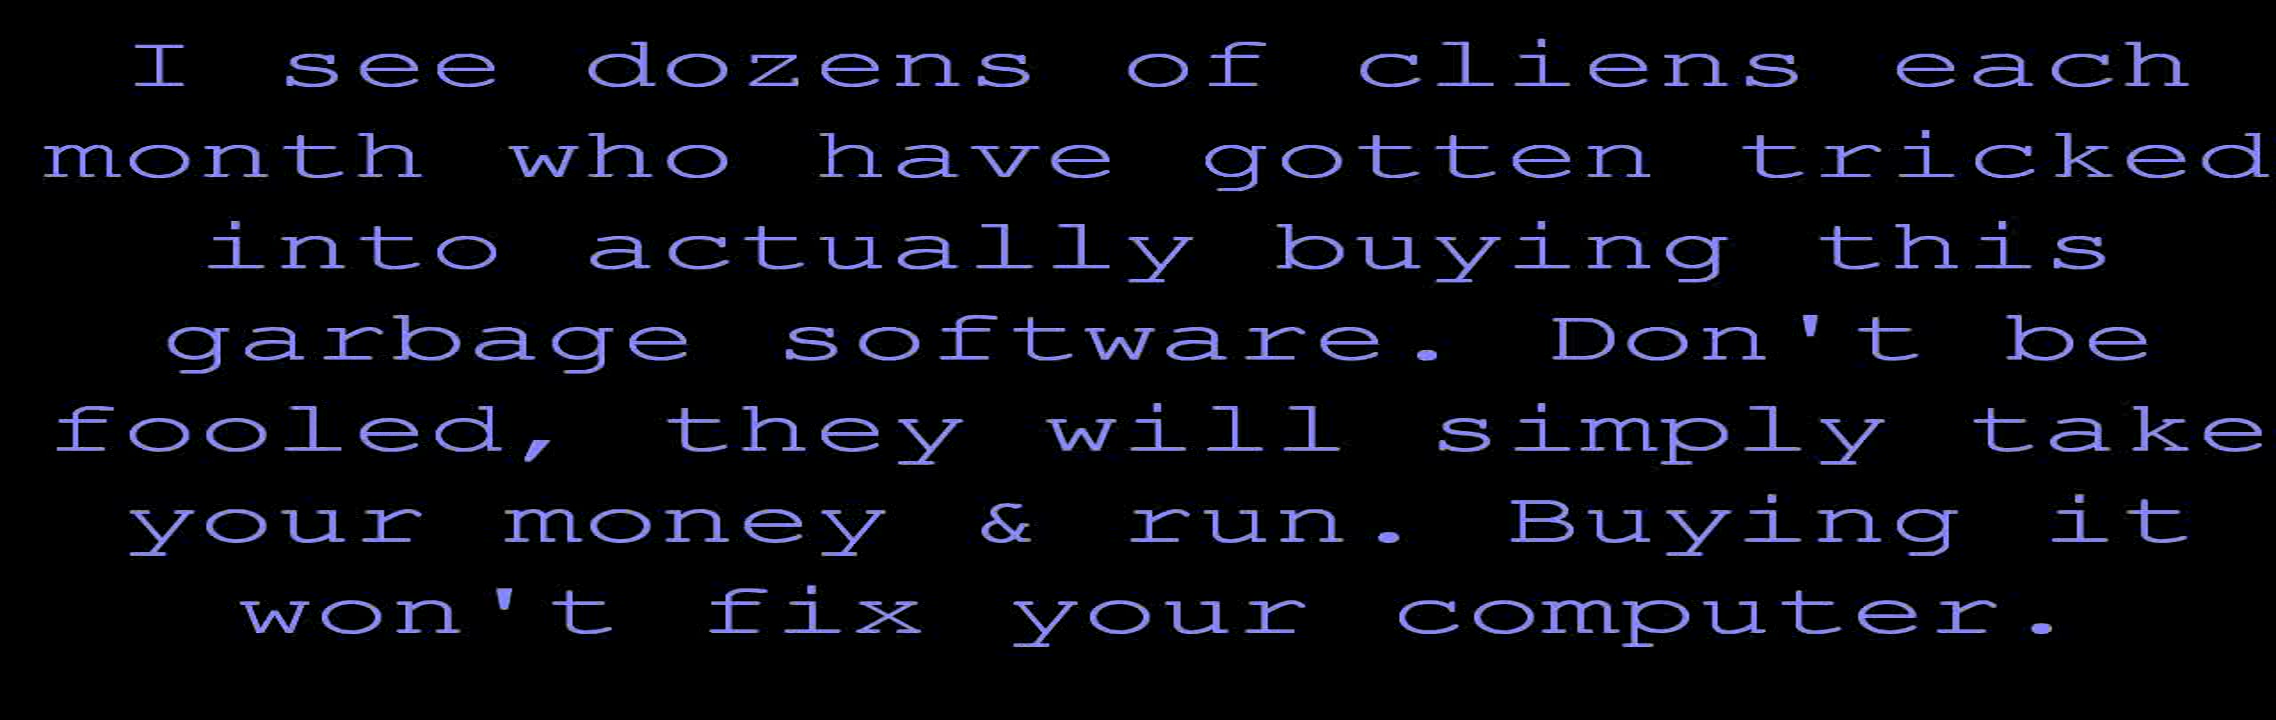 I see dozens of cliens each
month who have gotten tricked
into actually buying this
garbage software. Don't be
fooled, they will simply take
your money & run. Buying it
won't fix your computer.